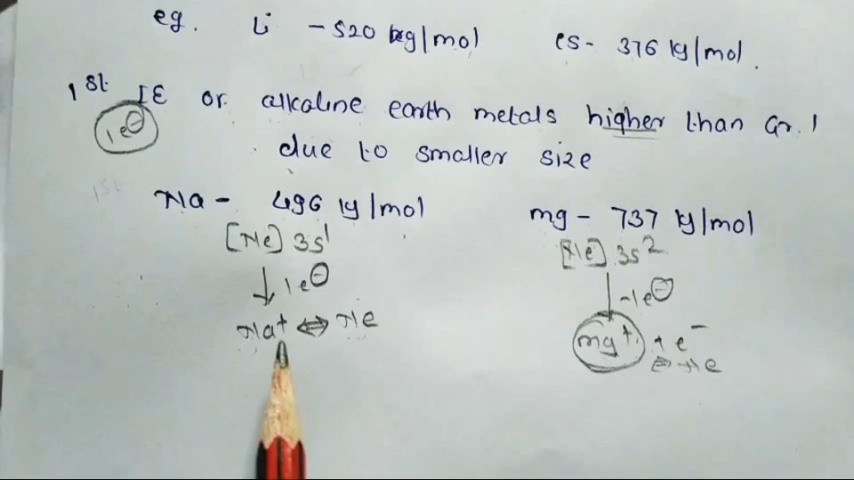 eg. Li - 520 kg/mol Cs - 376 kJ/mol.
1st IE or alkaline earth metals higher than Gr. 1
1e⊖
due to smaller size
Na - 496 kJ/mol mg - 737 kJ/mol
[Ne] 3s¹ [Ne] 3s²
↓ 1e⊖ ↓ -1e⊖
Na⁺ ⇔ Ne mg⁺ + e⁻
⇔ Ne